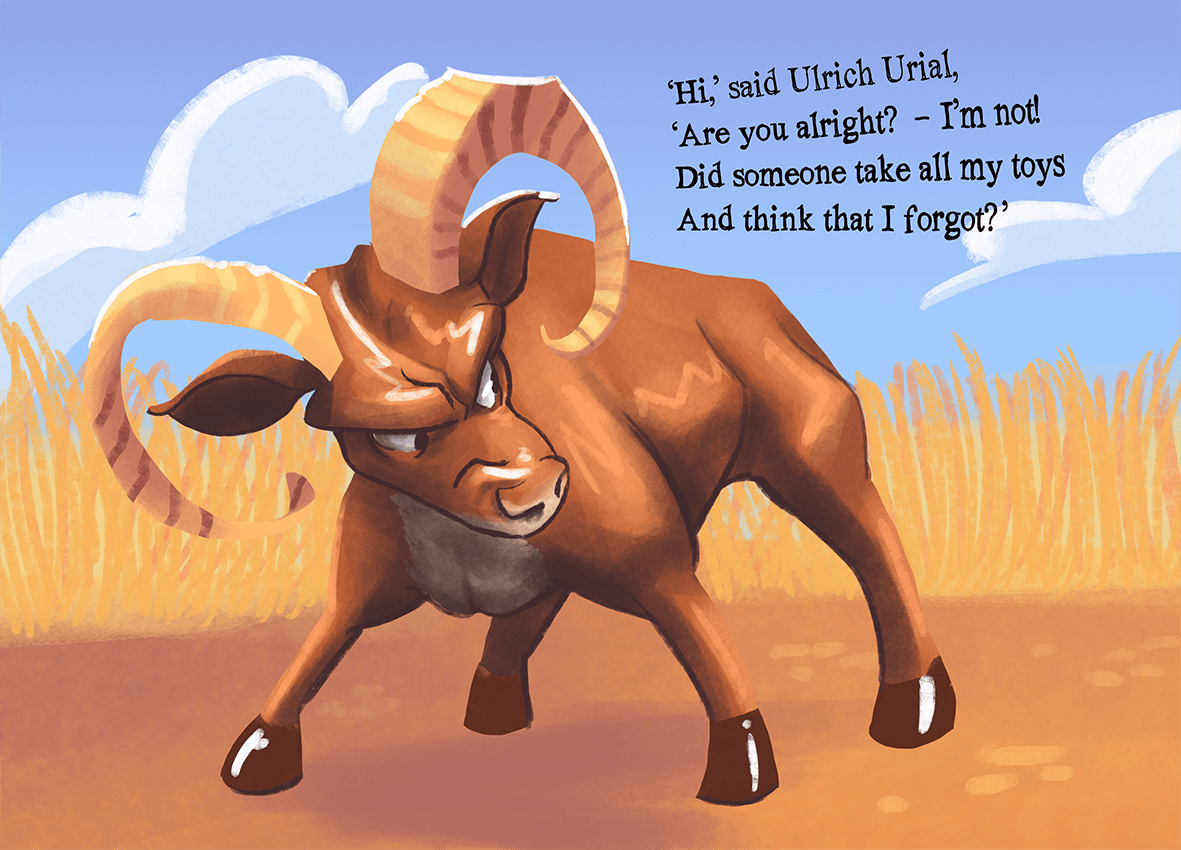 ‘Hi,’ said Ulrich Urial,
‘Are you alright? – I’m not!
Did someone take all my toys
And think that I forgot?’